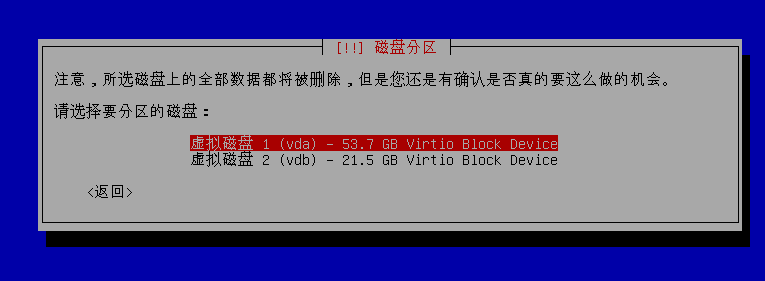 [!!] 磁盘分区
注意，所选磁盘上的全部数据都将被删除，但是您还是有确认是否真的要这么做的机会。
请选择要分区的磁盘：
虚拟磁盘 1 (vda) - 53.7 GB Virtio Block Device
虚拟磁盘 2 (vdb) - 21.5 GB Virtio Block Device
<返回>